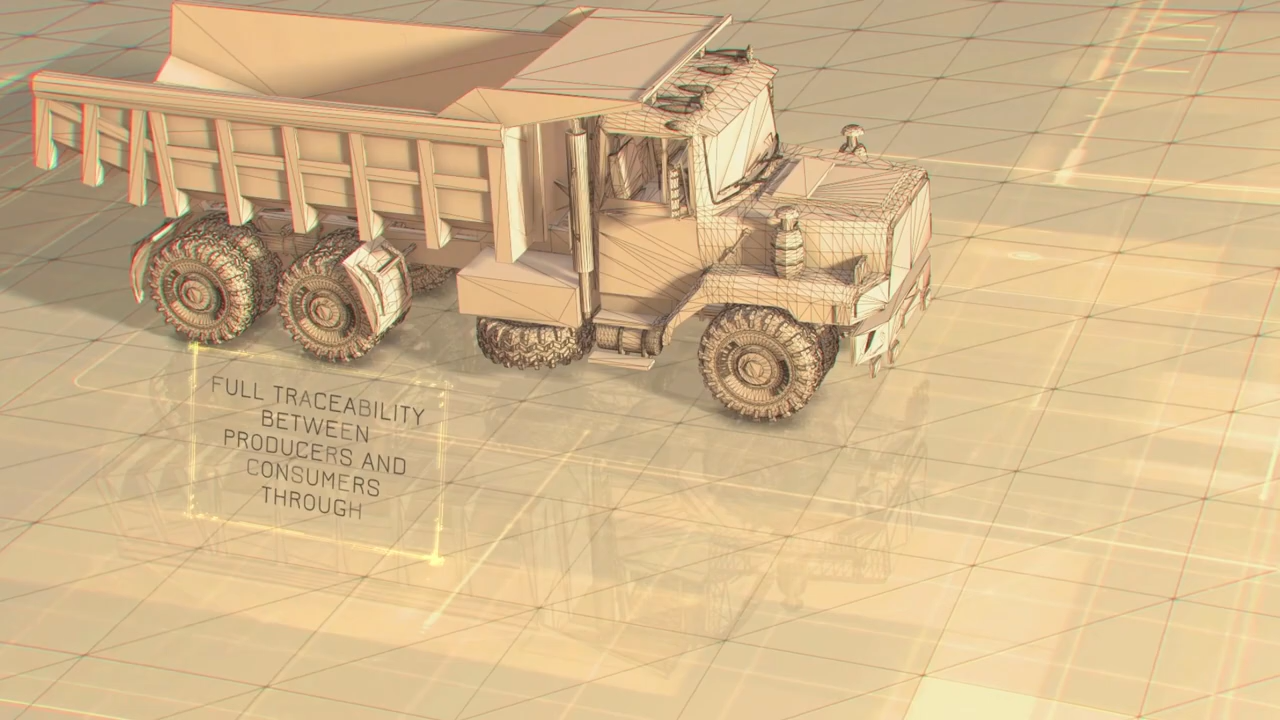 FULL TRACEABILITY
BETWEEN
PRODUCERS AND
CONSUMERS
THROUGH